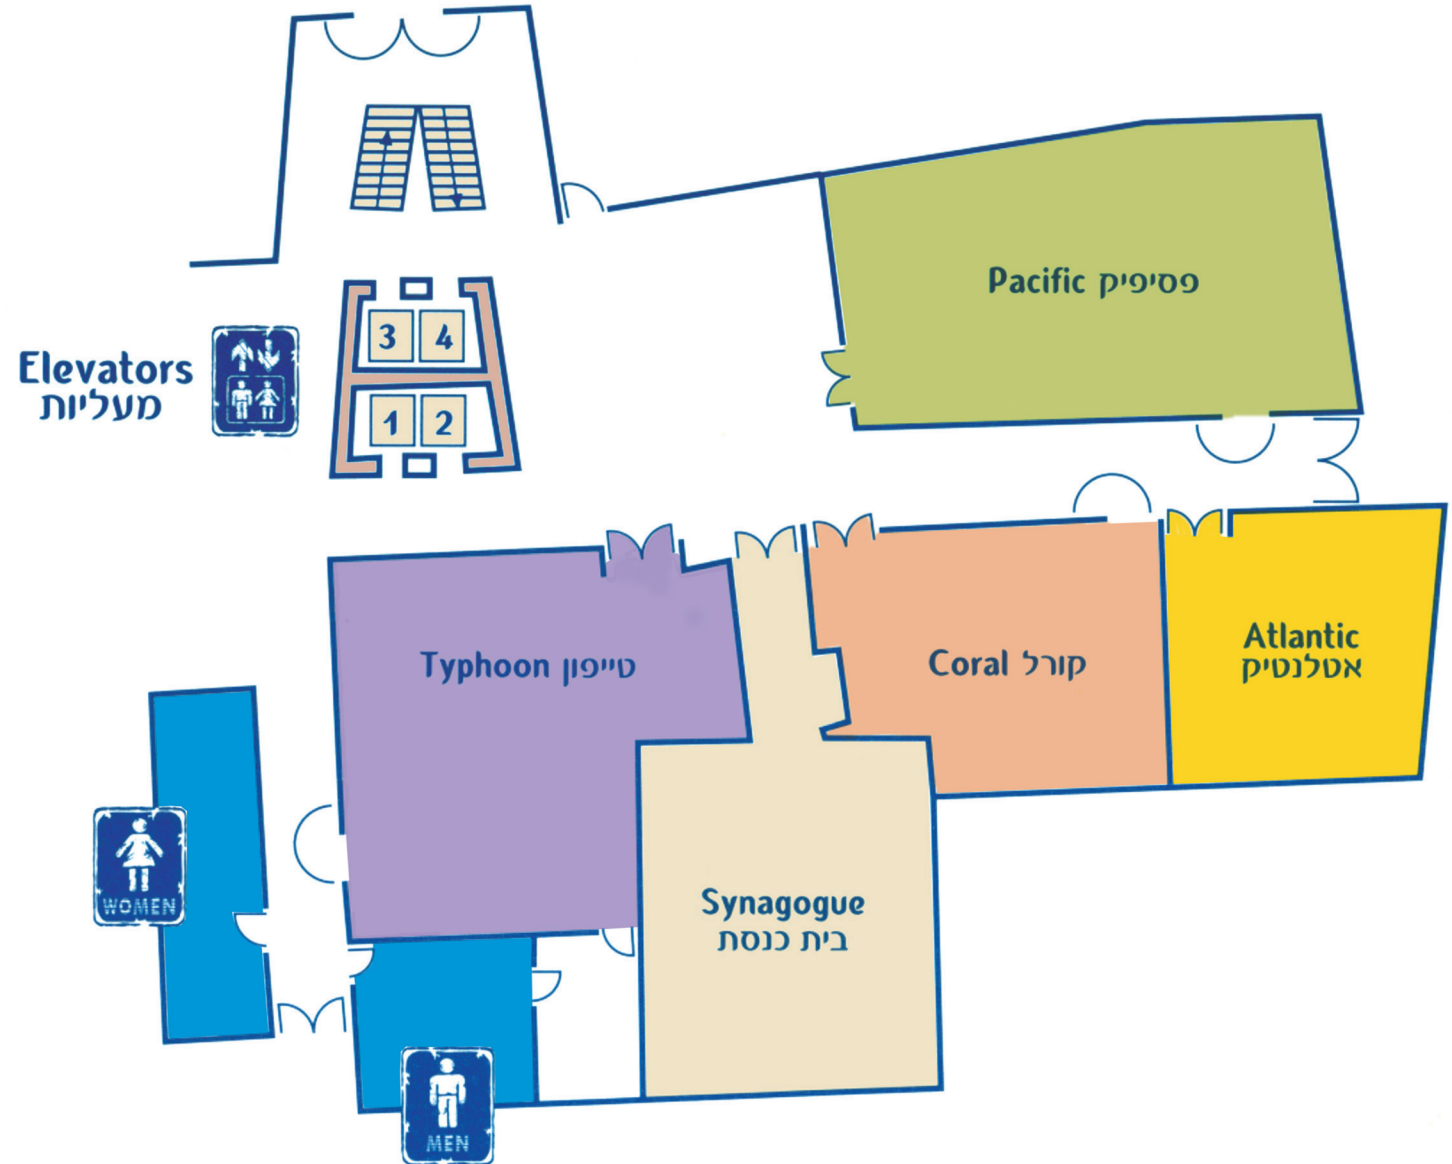 Pacific פסיפיק
Elevators
מעליות
3 4
1 2
Typhoon טייפון
Coral קורל
Atlantic
אטלנטיק
WOMEN
Synagogue
בית כנסת
MEN